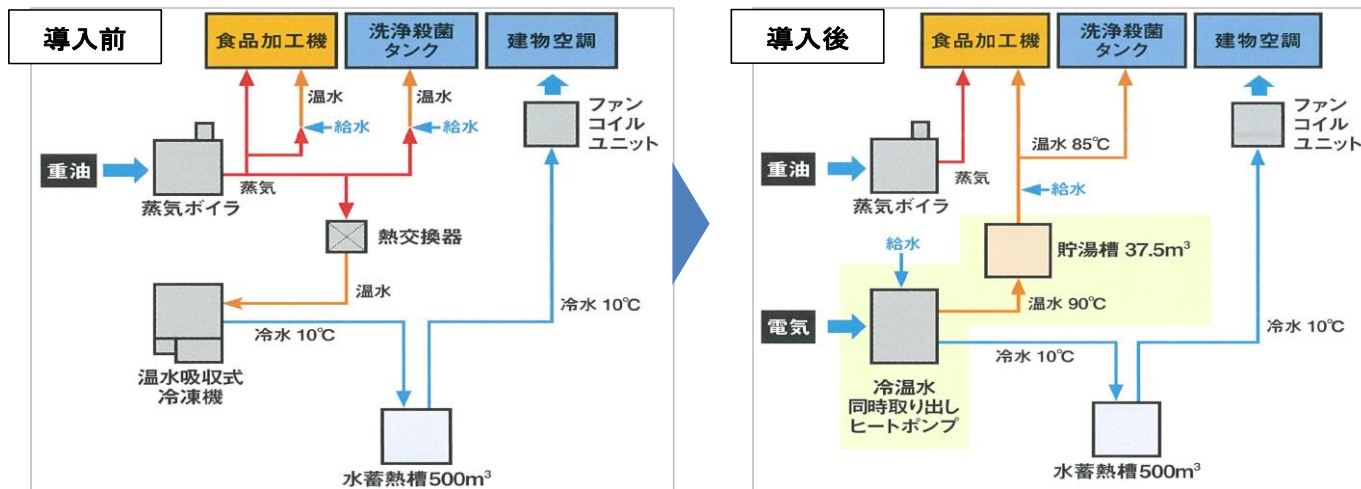 導入前
食品加工機
洗浄殺菌
タンク
建物空調
温水
温水
給水
給水
ファン
コイル
ユニット
重油
蒸気
蒸気ボイラ
熱交換器
温水
冷水 10℃
冷水 10℃
温水吸収式
冷凍機
水蓄熱槽500m³
導入後
食品加工機
洗浄殺菌
タンク
建物空調
ファン
コイル
ユニット
温水 85℃
重油
蒸気
蒸気ボイラ
給水
給水
貯湯槽 37.5m³
温水 90℃
電気
冷水 10℃
冷水 10℃
冷温水
同時取り出し
ヒートポンプ
水蓄熱槽500m³